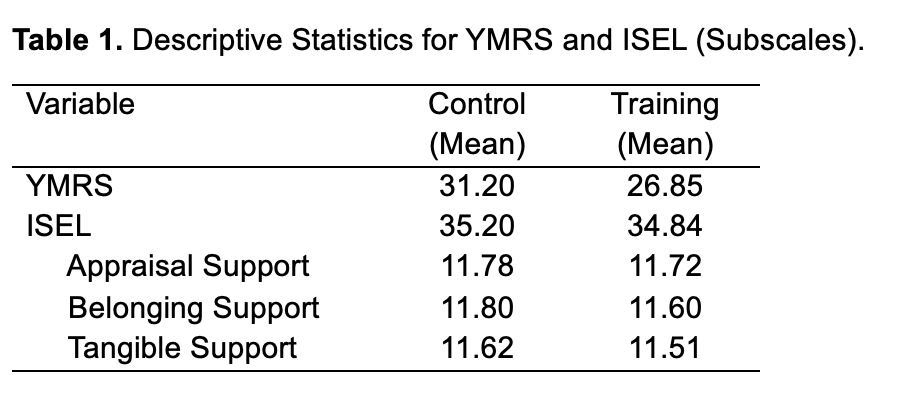 Table 1. Descriptive Statistics for YMRS and ISEL (Subscales).
Variable Control Training
(Mean) (Mean)
YMRS 31.20 26.85
ISEL 35.20 34.84
Appraisal Support 11.78 11.72
Belonging Support 11.80 11.60
Tangible Support 11.62 11.51